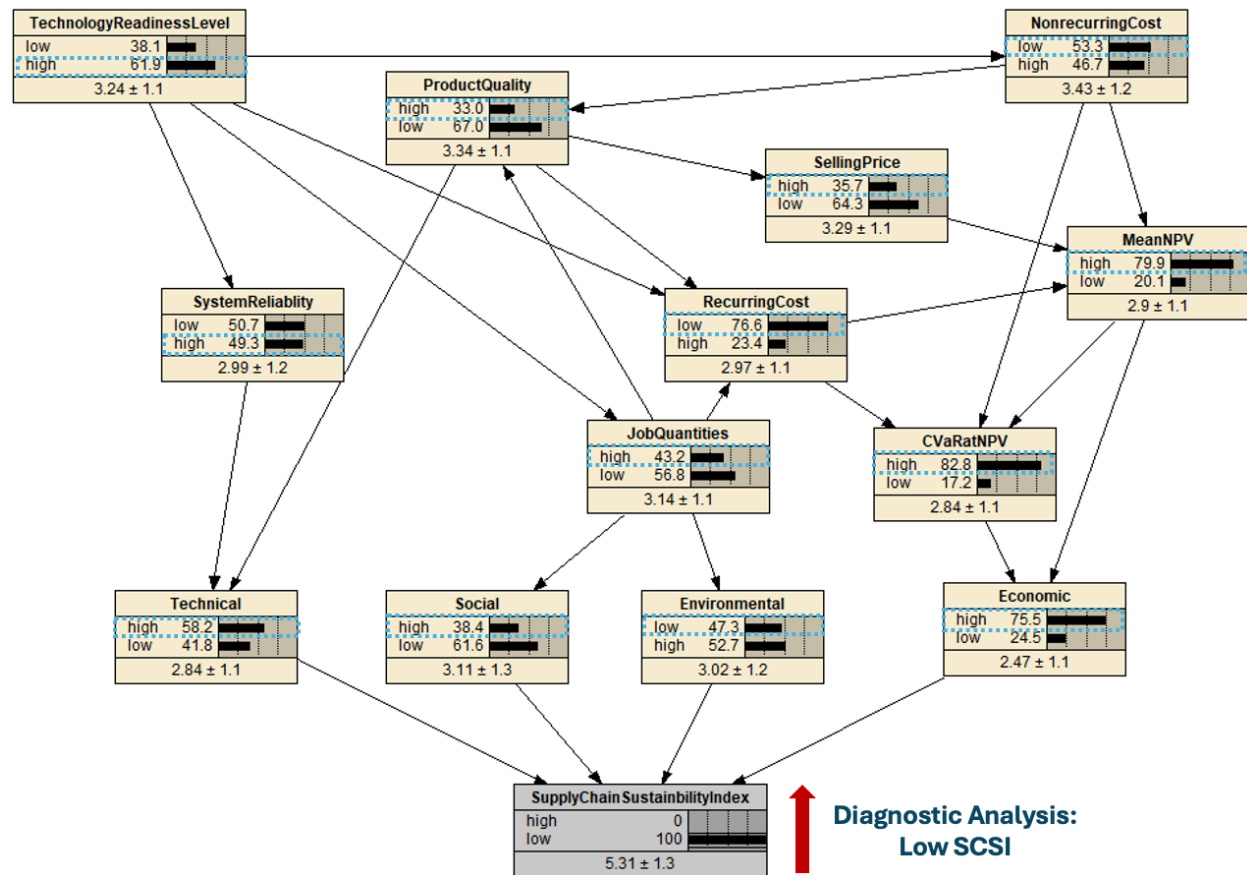 TechnologyReadinessLevel
low 38.1
high 61.9
3.24 ± 1.1
NonrecurringCost
low 53.3
high 46.7
3.43 ± 1.2
ProductQuality
high 33.0
low 67.0
3.34 ± 1.1
SellingPrice
high 35.7
low 64.3
3.29 ± 1.1
MeanNPV
high 79.9
low 20.1
2.9 ± 1.1
SystemReliablity
low 50.7
high 49.3
2.99 ± 1.2
RecurringCost
low 76.6
high 23.4
2.97 ± 1.1
JobQuantities
high 43.2
low 56.8
3.14 ± 1.1
CVaRatNPV
high 82.8
low 17.2
2.84 ± 1.1
Technical
high 58.2
low 41.8
2.84 ± 1.1
Social
high 38.4
low 61.6
3.11 ± 1.3
Environmental
low 47.3
high 52.7
3.02 ± 1.2
Economic
high 75.5
low 24.5
2.47 ± 1.1
SupplyChainSustainbilityIndex
high 0
low 100
5.31 ± 1.3
Diagnostic Analysis:
Low SCSI